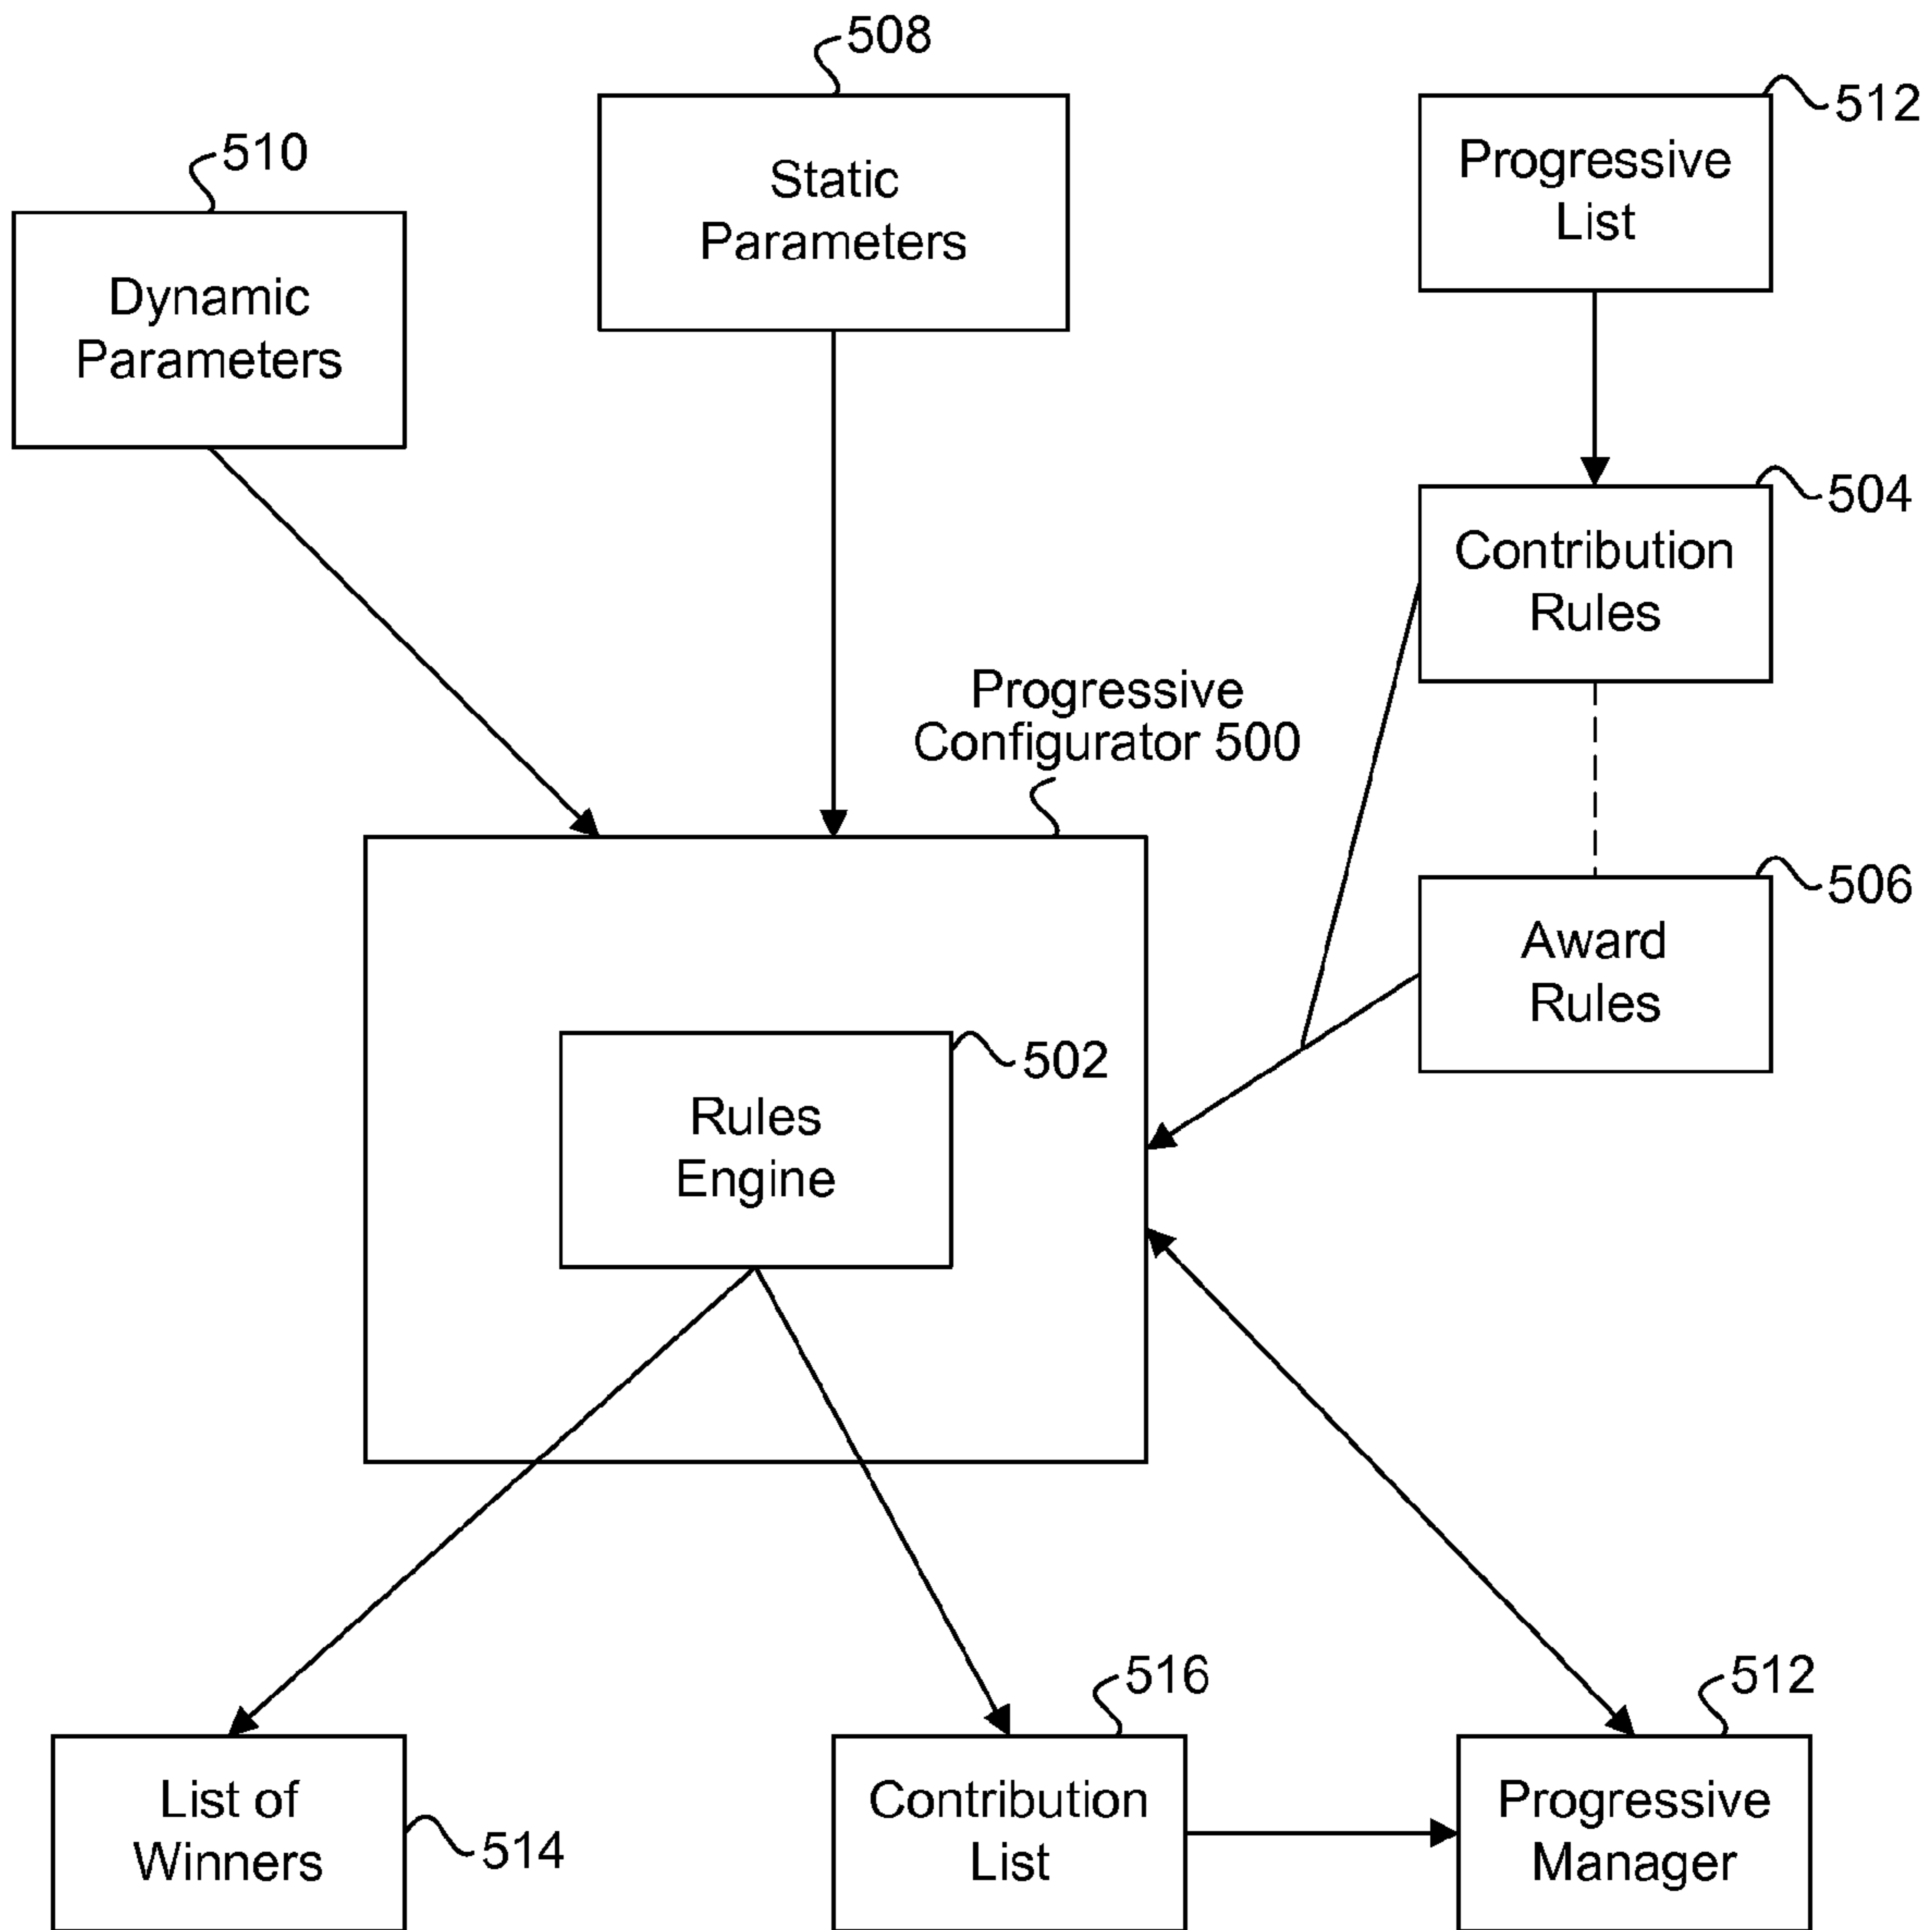 508
512
510
Static
Parameters
Progressive
List
Dynamic
Parameters
504
Contribution
Rules
Progressive
Configurator 500
506
Award
Rules
502
Rules
Engine
516
512
List of
Winners
514
Contribution
List
Progressive
Manager